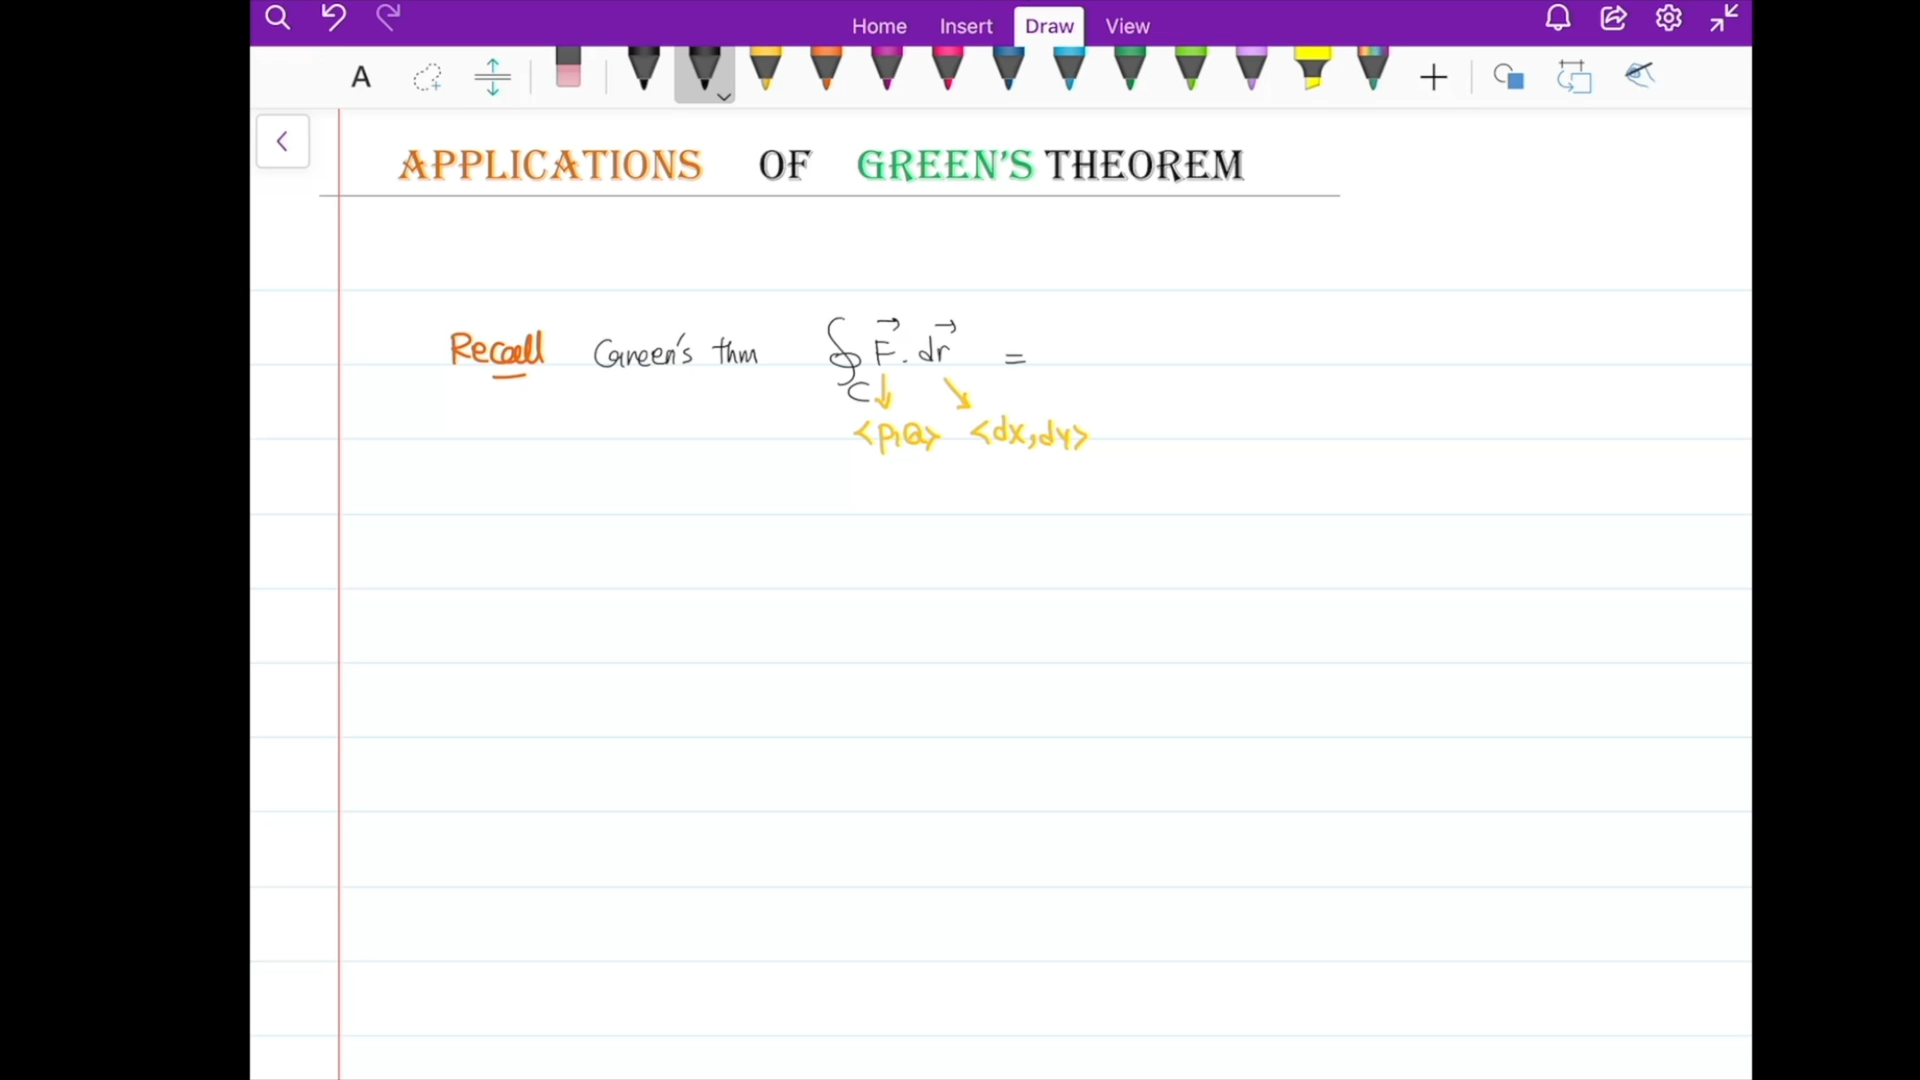 Home Insert Draw View
A
APPLICATIONS OF GREEN'S THEOREM
Recall Green's thm ∮ F⃗ . dr⃗ =
C
<P,Q> <dx,dy>